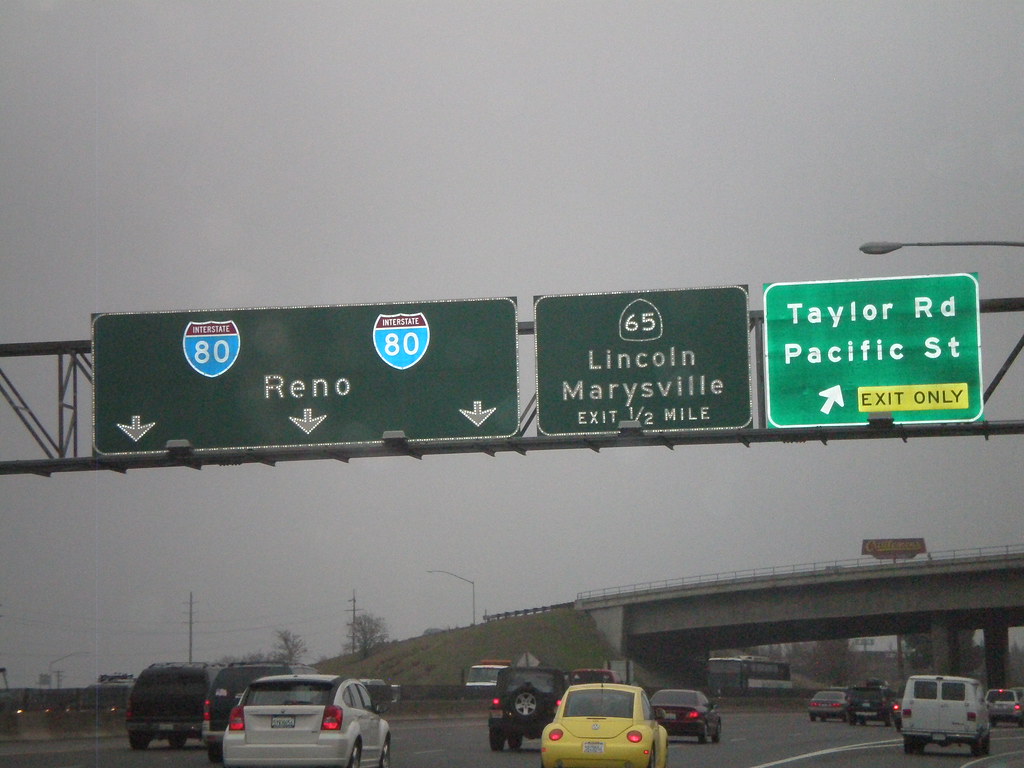 INTERSTATE
80
INTERSTATE
80
Reno
65
Lincoln
Marysville
EXIT 1/2 MILE
Taylor Rd
Pacific St
EXIT ONLY